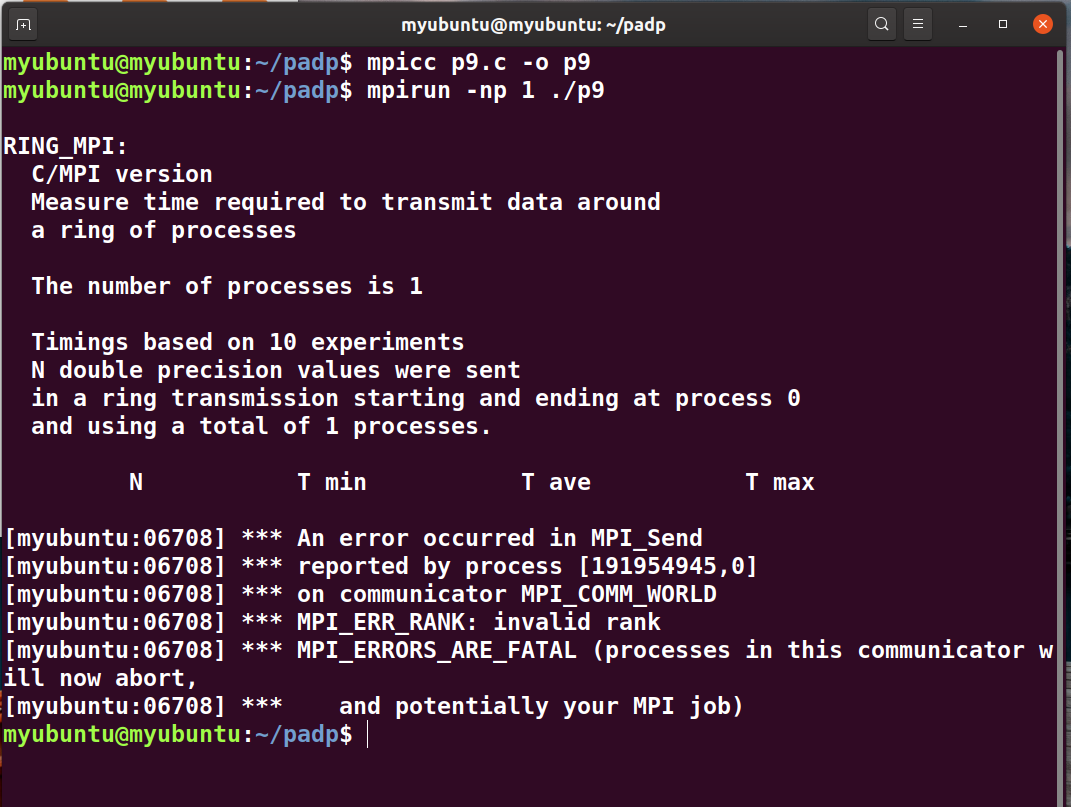 myubuntu@myubuntu: ~/padp
myubuntu@myubuntu:~/padp$ mpicc p9.c -o p9
myubuntu@myubuntu:~/padp$ mpirun -np 1 ./p9
RING_MPI:
C/MPI version
Measure time required to transmit data around
a ring of processes
The number of processes is 1
Timings based on 10 experiments
N double precision values were sent
in a ring transmission starting and ending at process 0
and using a total of 1 processes.
N T min T ave T max
[myubuntu:06708] *** An error occurred in MPI_Send
[myubuntu:06708] *** reported by process [191954945,0]
[myubuntu:06708] *** on communicator MPI_COMM_WORLD
[myubuntu:06708] *** MPI_ERR_RANK: invalid rank
[myubuntu:06708] *** MPI_ERRORS_ARE_FATAL (processes in this communicator w
ill now abort,
[myubuntu:06708] *** and potentially your MPI job)
myubuntu@myubuntu:~/padp$